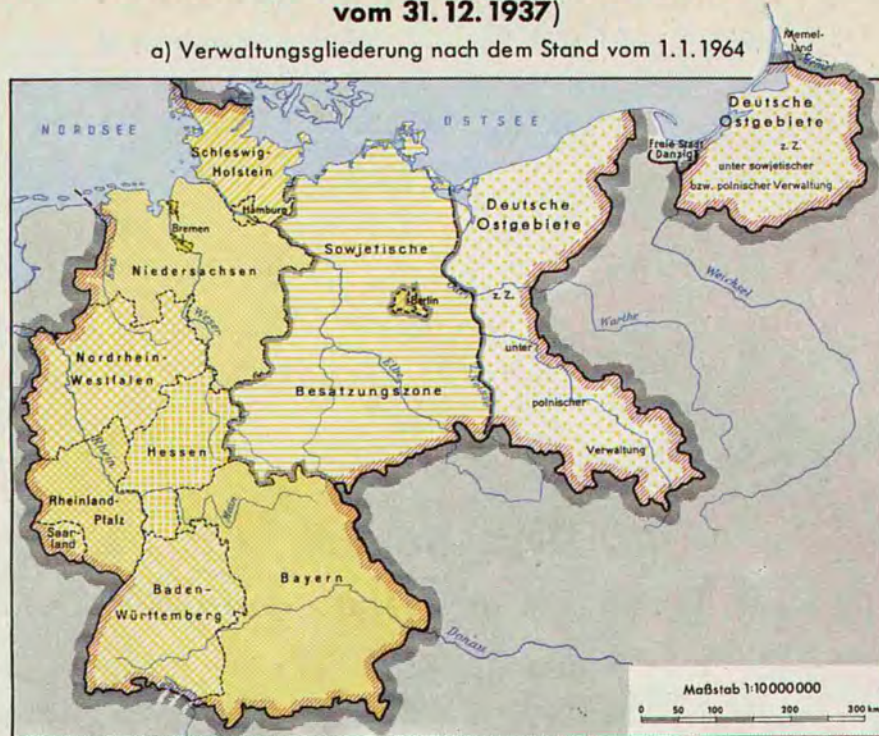 vom 31. 12. 1937)
a) Verwaltungsgliederung nach dem Stand vom 1.1.1964
Memel-
land
Memel
NORDSEE
OSTSEE
Deutsche
Ostgebiete
z. Z.
unter sowjetischer
bzw. polnischer Verwaltung
Freie Stadt
Danzig
Schleswig-
Holstein
Hamburg
Bremen
Niedersachsen
Ems
Weser
Sowjetische
Besatzungszone
Berlin
Elbe
Oder
Deutsche
Ostgebiete
z. Z.
unter
polnischer
Verwaltung
Weichsel
Warthe
Nordrhein-
Westfalen
Rhein
Hessen
Rheinland-
Pfalz
Saar-
land
Main
Baden-
Württemberg
Bayern
Donau
Maßstab 1:10000000
0 50 100 200 300 km